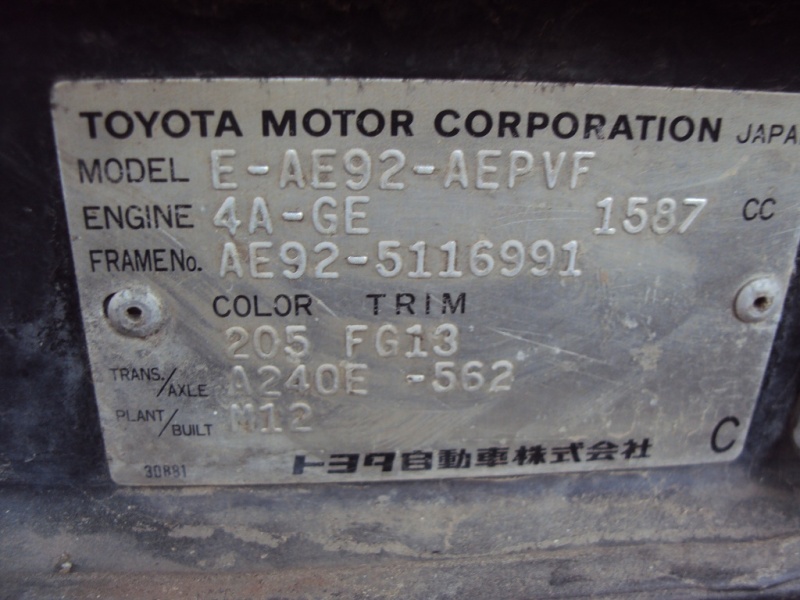 TOYOTA MOTOR CORPORATION JAPAN
MODEL E-AE92-AEPVF
ENGINE 4A-GE 1587 CC
FRAME No. AE92-5116991
COLOR TRIM
205 FG13
TRANS./AXLE A240E -562
PLANT/BUILT M12
トヨタ自動車株式会社 C
30881